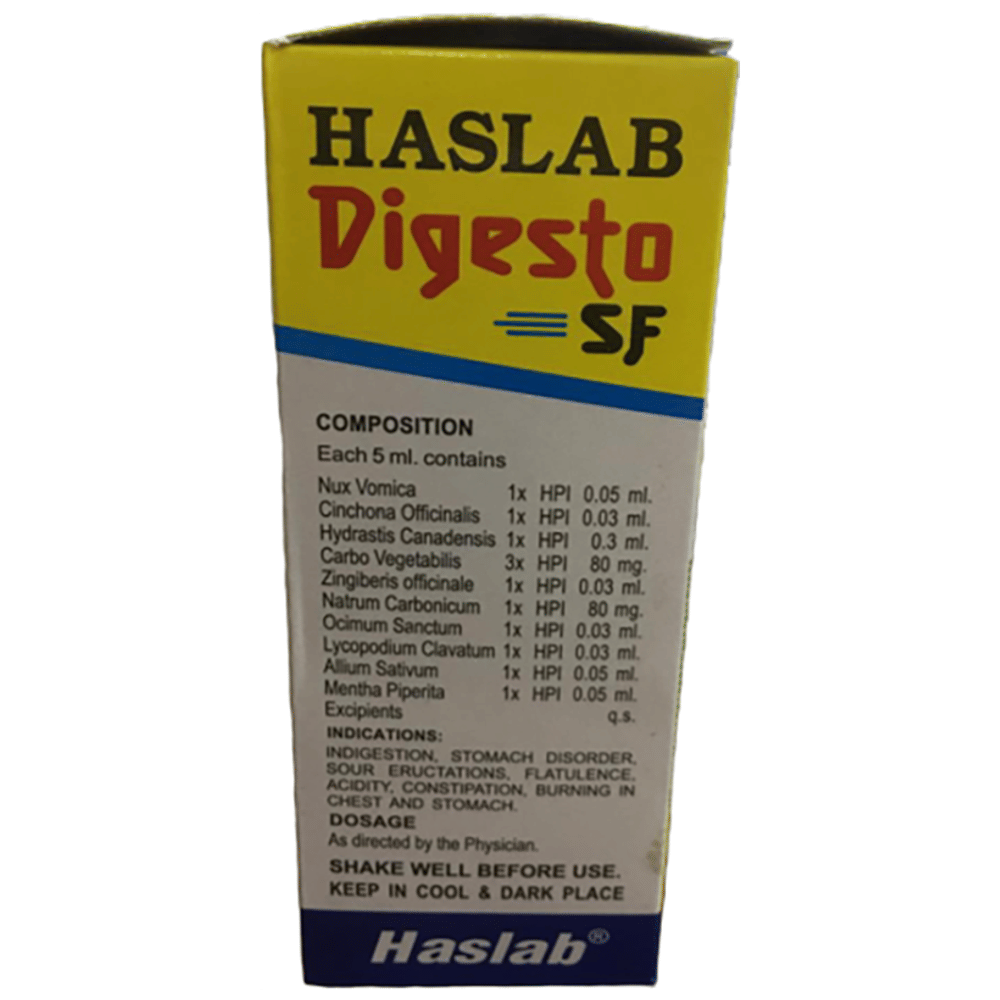 HASLAB
Digesto
SF
COMPOSITION
Each 5 ml. contains
Nux Vomica 1x HPI 0.05 ml.
Cinchona Officinalis 1x HPI 0.03 ml.
Hydrastis Canadensis 1x HPI 0.3 ml.
Carbo Vegetabilis 3x HPI 80 mg.
Zingiberis officinale 1x HPI 0.03 ml.
Natrum Carbonicum 1x HPI 80 mg.
Ocimum Sanctum 1x HPI 0.03 ml.
Lycopodium Clavatum 1x HPI 0.03 ml.
Allium Sativum 1x HPI 0.05 ml.
Mentha Piperita 1x HPI 0.05 ml.
Excipients q.s.
INDICATIONS:
INDIGESTION, STOMACH DISORDER,
SOUR ERUCTATIONS, FLATULENCE,
ACIDITY, CONSTIPATION, BURNING IN
CHEST AND STOMACH.
DOSAGE
As directed by the Physician.
SHAKE WELL BEFORE USE.
KEEP IN COOL & DARK PLACE
Haslab®